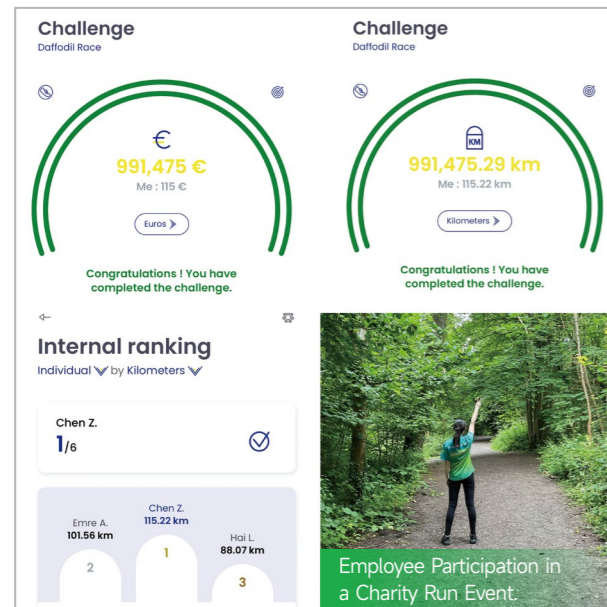 Challenge
Daffodil Race
€
991,475 €
Me : 115 €
Euros
Congratulations ! You have
completed the challenge.
Challenge
Daffodil Race
KM
991,475.29 km
Me : 115.22 km
Kilometers
Congratulations ! You have
completed the challenge.
Internal ranking
Individual by Kilometers
Chen Z.
1/6
Chen Z.
115.22 km
Emre A.
101.56 km
Hai L.
88.07 km
2
1
3
Employee Participation in
a Charity Run Event.